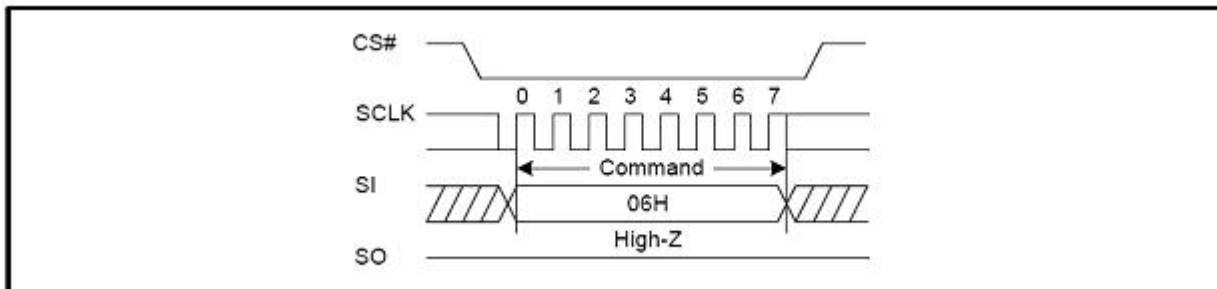 CS#
0 1 2 3 4 5 6 7
SCLK
Command
SI
06H
High-Z
SO